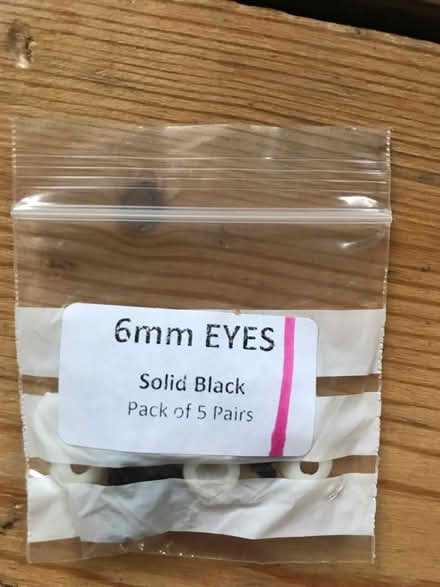 6mm EYES
Solid Black
Pack of 5 Pairs